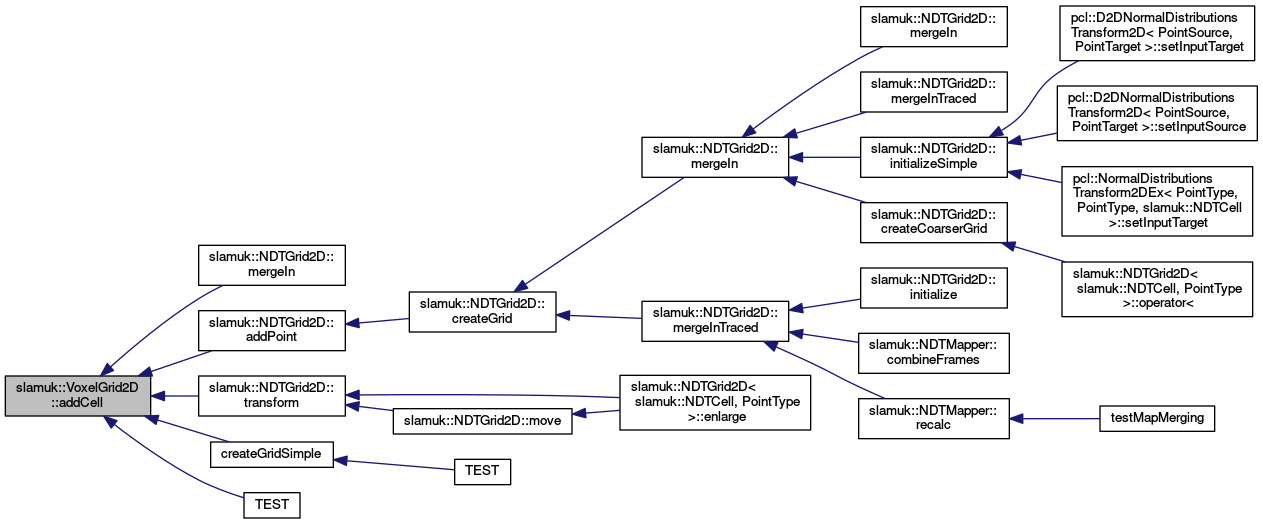 slamuk::VoxelGrid2D
::addCell
slamuk::NDTGrid2D::
mergeIn
slamuk::NDTGrid2D::
addPoint
slamuk::NDTGrid2D::
transform
createGridSimple
TEST
slamuk::NDTGrid2D::
createGrid
slamuk::NDTGrid2D::move
TEST
slamuk::NDTGrid2D::
mergeIn
slamuk::NDTGrid2D::
mergeInTraced
slamuk::NDTGrid2D<
slamuk::NDTCell, PointType
>::enlarge
slamuk::NDTGrid2D::
mergeIn
slamuk::NDTGrid2D::
mergeInTraced
slamuk::NDTGrid2D::
initializeSimple
slamuk::NDTGrid2D::
createCoarserGrid
slamuk::NDTGrid2D::
initialize
slamuk::NDTMapper::
combineFrames
slamuk::NDTMapper::
recalc
pcl::D2DNormalDistributions
Transform2D< PointSource,
PointTarget >::setInputTarget
pcl::D2DNormalDistributions
Transform2D< PointSource,
PointTarget >::setInputSource
pcl::NormalDistributions
Transform2DEx< PointType,
PointType, slamuk::NDTCell
>::setInputTarget
slamuk::NDTGrid2D<
slamuk::NDTCell, PointType
>::operator<
testMapMerging